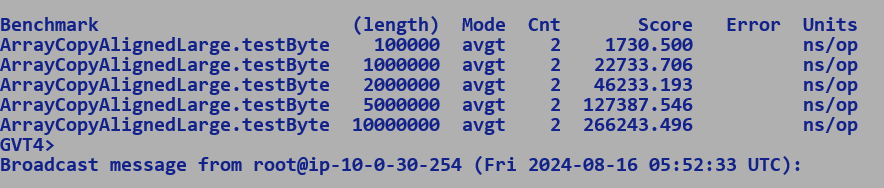 Benchmark (length) Mode Cnt Score Error Units
ArrayCopyAlignedLarge.testByte 100000 avgt 2 1730.500 ns/op
ArrayCopyAlignedLarge.testByte 1000000 avgt 2 22733.706 ns/op
ArrayCopyAlignedLarge.testByte 2000000 avgt 2 46233.193 ns/op
ArrayCopyAlignedLarge.testByte 5000000 avgt 2 127387.546 ns/op
ArrayCopyAlignedLarge.testByte 10000000 avgt 2 266243.496 ns/op
GVT4>
Broadcast message from root@ip-10-0-30-254 (Fri 2024-08-16 05:52:33 UTC):